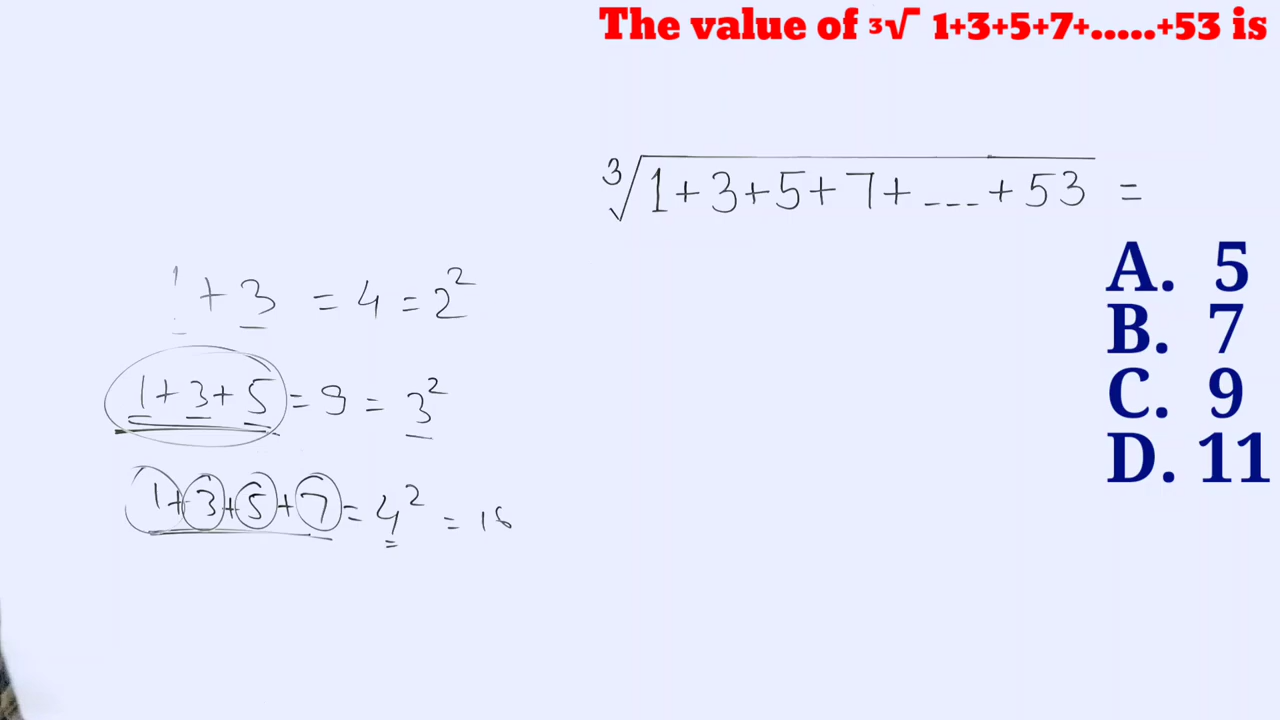 The value of ³√ 1+3+5+7+......+53 is
³√1+3+5+7+---+53 =
A. 5
B. 7
C. 9
D. 11
1+3 = 4 = 2²
1+3+5 = 9 = 3²
1+3+5+7 = 4² = 16